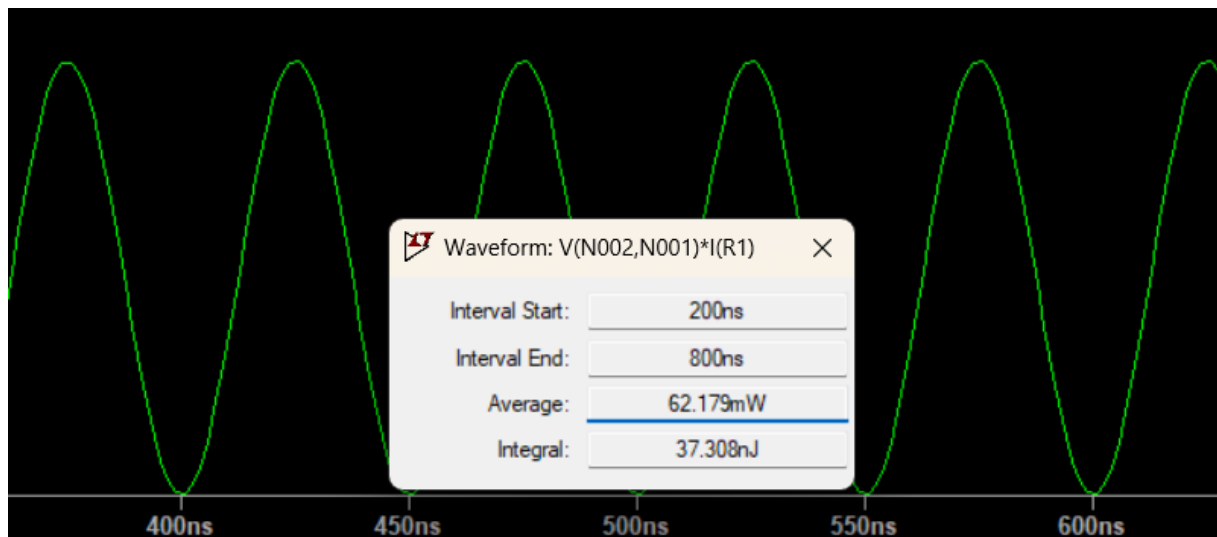 Waveform: V(N002,N001)*I(R1)
Interval Start: 200ns
Interval End: 800ns
Average: 62.179mW
Integral: 37.308nJ
400ns 450ns 500ns 550ns 600ns